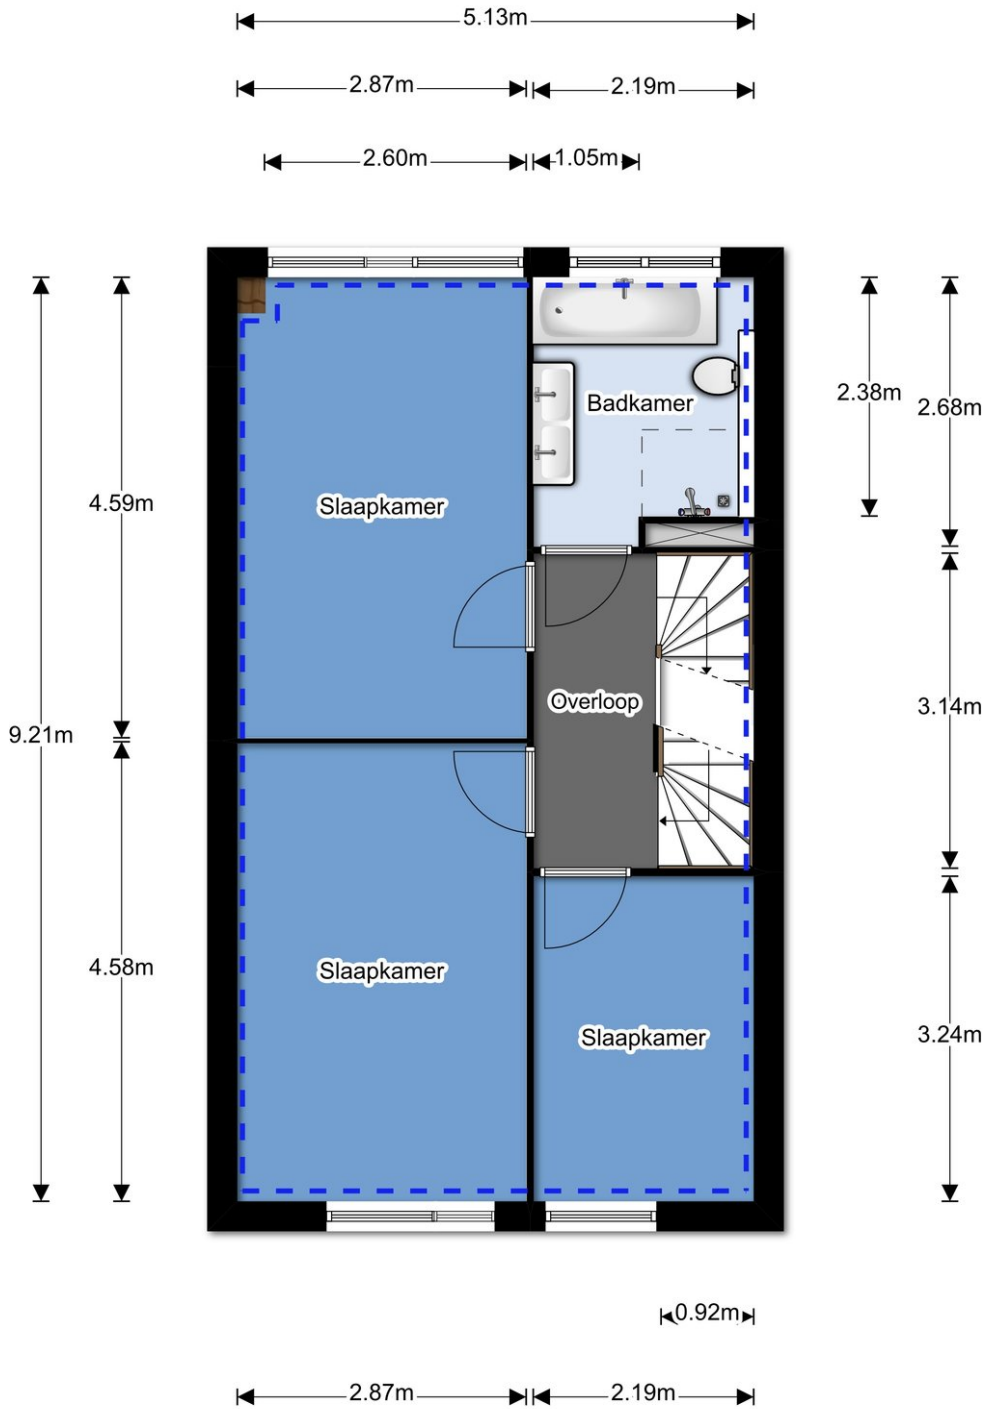 5.13m
2.87m
2.19m
2.60m
1.05m
2.38m
2.68m
Badkamer
4.59m
Slaapkamer
Overloop
3.14m
9.21m
4.58m
Slaapkamer
Slaapkamer
3.24m
0.92m
2.87m
2.19m